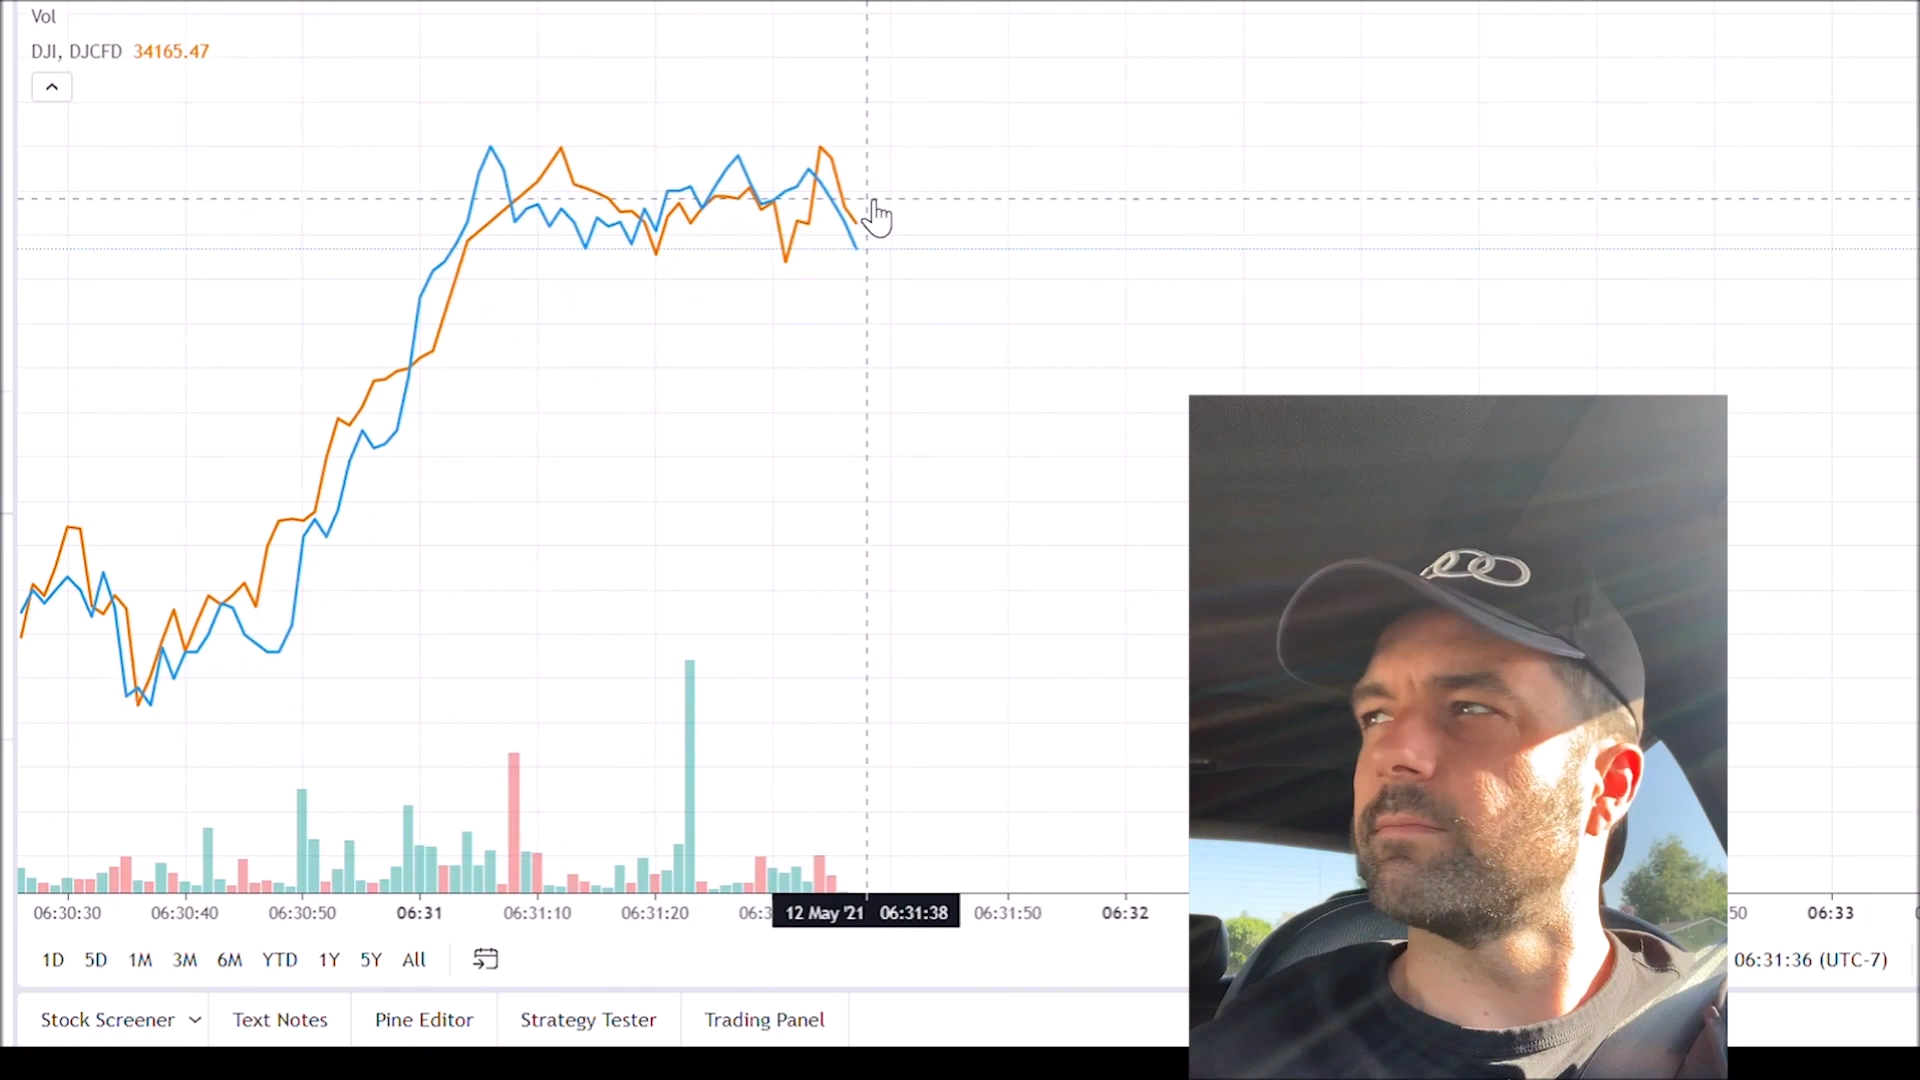 Vol
DJI, DJCFD 34165.47
06:30:30 06:30:40 06:30:50 06:31 06:31:10 06:31:20 06:3 12 May '21 06:31:38 06:31:50 06:32 50 06:33
1D 5D 1M 3M 6M YTD 1Y 5Y All 06:31:36 (UTC-7)
Stock Screener Text Notes Pine Editor Strategy Tester Trading Panel